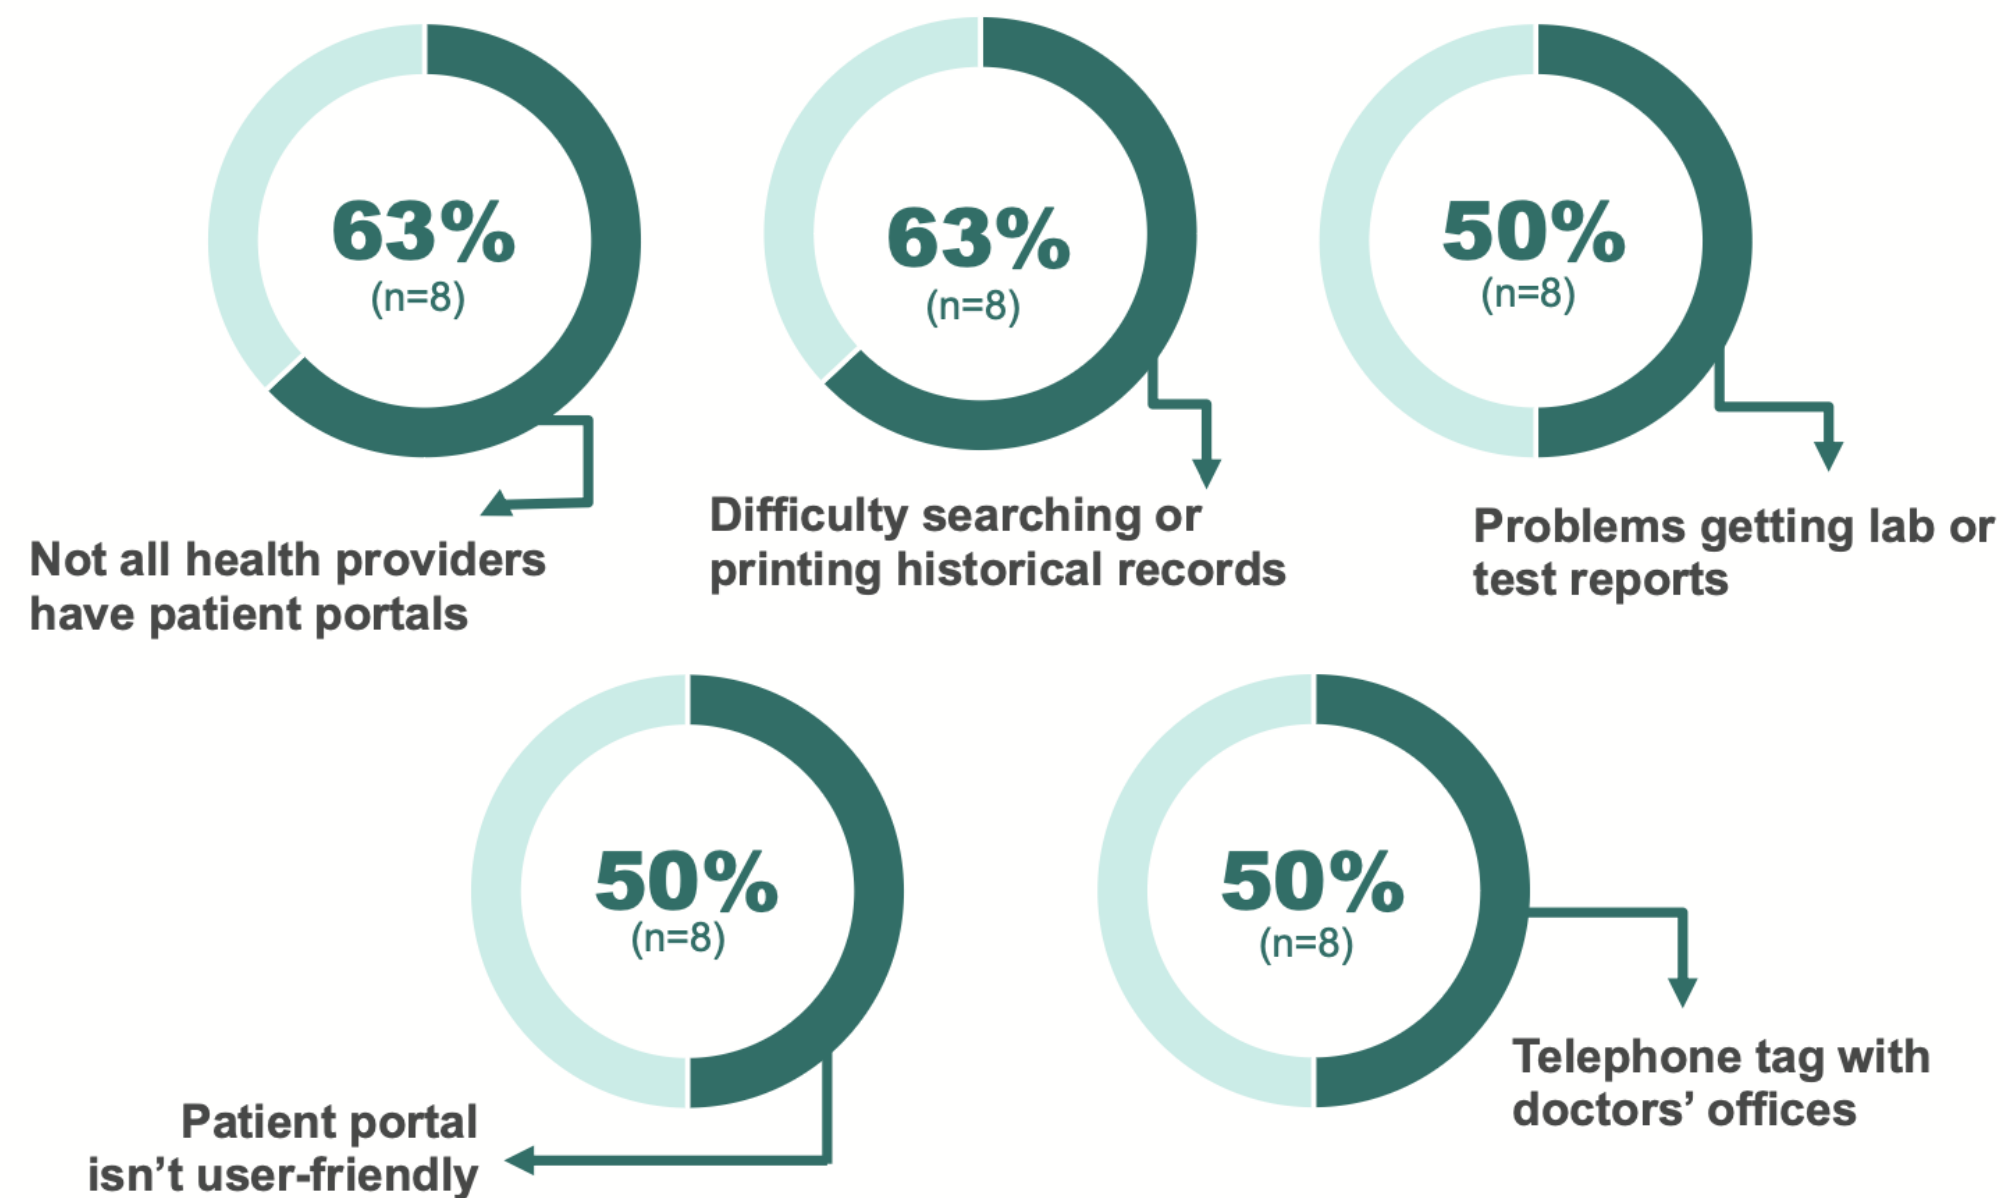 63%
(n=8)
63%
(n=8)
50%
(n=8)
Not all health providers
have patient portals
Difficulty searching or
printing historical records
Problems getting lab or
test reports
50%
(n=8)
50%
(n=8)
Patient portal
isn’t user-friendly
Telephone tag with
doctors’ offices